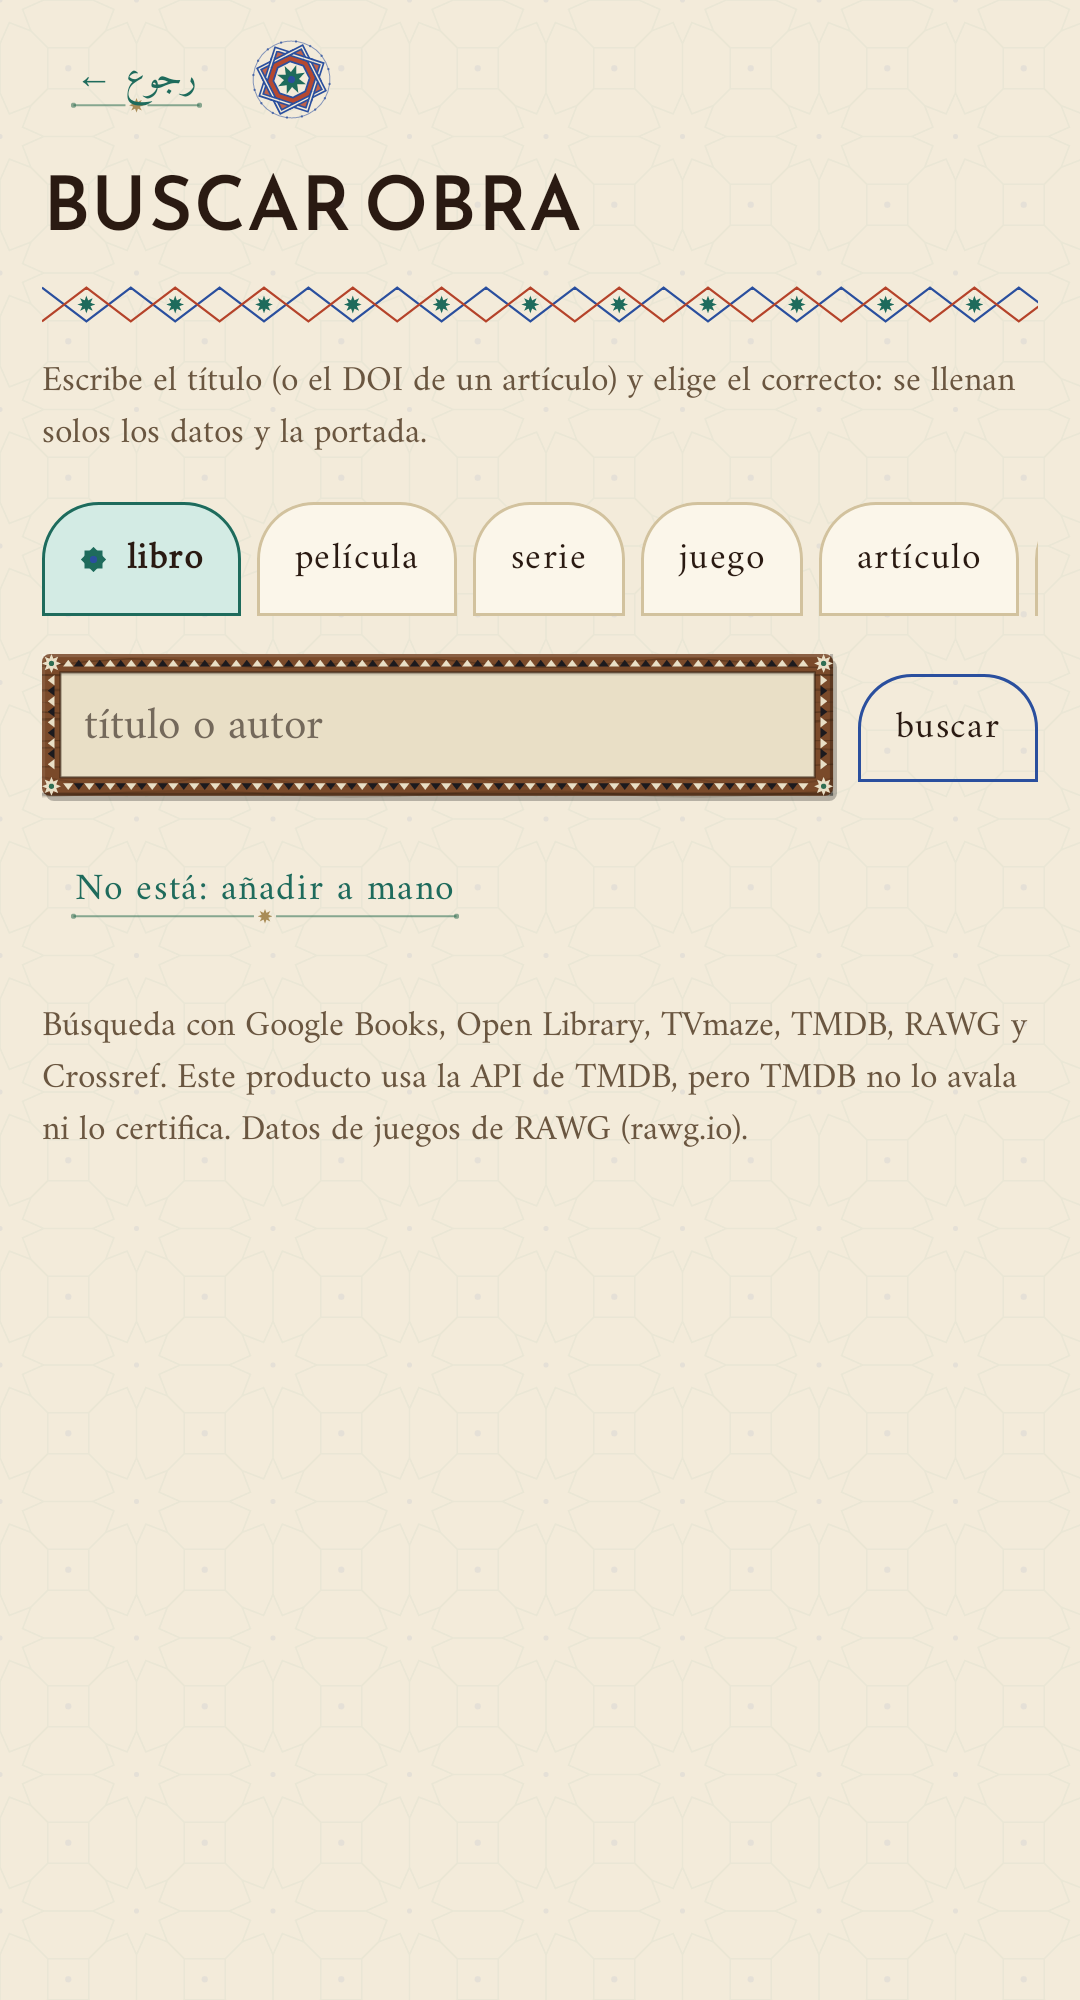 ← رجوع
BUSCAR OBRA
Escribe el título (o el DOI de un artículo) y elige el correcto: se llenan
solos los datos y la portada.
libro película serie juego artículo
título o autor buscar
No está: añadir a mano
Búsqueda con Google Books, Open Library, TVmaze, TMDB, RAWG y
Crossref. Este producto usa la API de TMDB, pero TMDB no lo avala
ni lo certifica. Datos de juegos de RAWG (rawg.io).